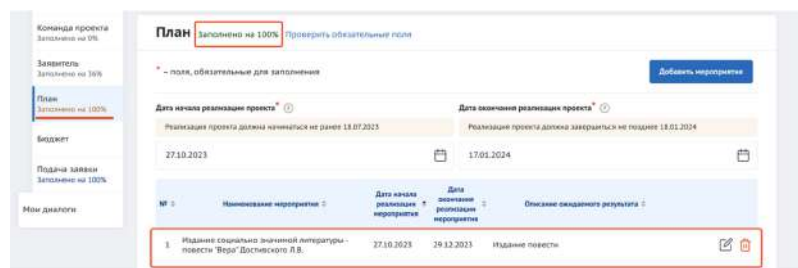 Команда проекта
Заполнено на 0%
Заявитель
Заполнено на 36%
План
Заполнено на 100%
Бюджет
Подача заявки
Заполнено на 100%
Мои диалоги
План Заполнено на 100% Проверить обязательные поля
* – поля, обязательные для заполнения
Добавить мероприятие
Дата начала реализации проекта *
Дата окончания реализации проекта *
Реализация проекта должна начинаться не ранее 18.07.2023
Реализация проекта должна завершиться не позднее 18.01.2024
27.10.2023
17.01.2024
№
Наименование мероприятия
Дата начала
реализации
мероприятия
Дата
окончания
реализации
мероприятия
Описание ожидаемого результата
1
Издание социально значимой литературы -
повести "Вера" Достиевского Л.В.
27.10.2023
29.12.2023
Издание повести